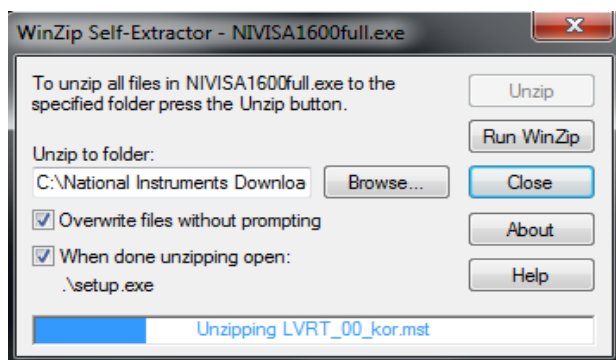 WinZip Self-Extractor - NIVISA1600full.exe
To unzip all files in NIVISA1600full.exe to the
specified folder press the Unzip button.
Unzip to folder:
C:\National Instruments Downloa
Browse...
Overwrite files without prompting
When done unzipping open:
.\setup.exe
Unzip
Run WinZip
Close
About
Help
Unzipping LVRT_00_kor.mst